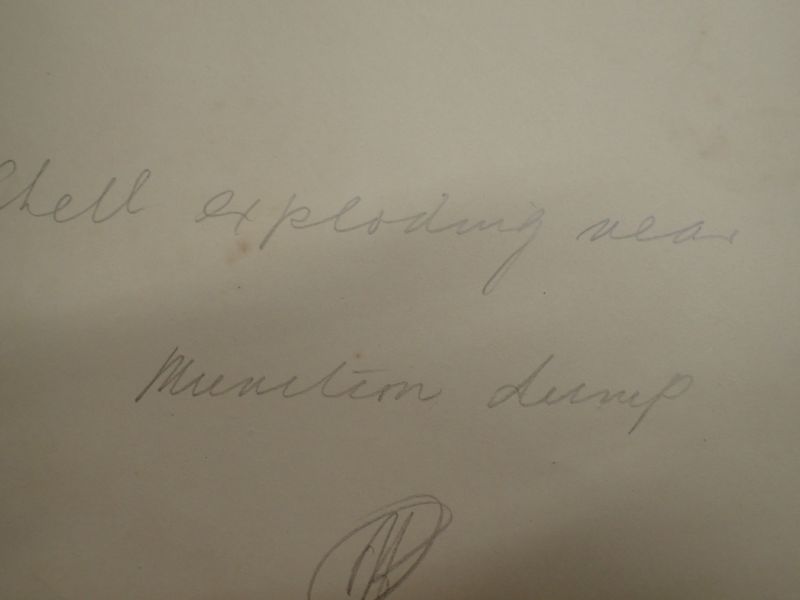 Shell exploding near
Munition dump